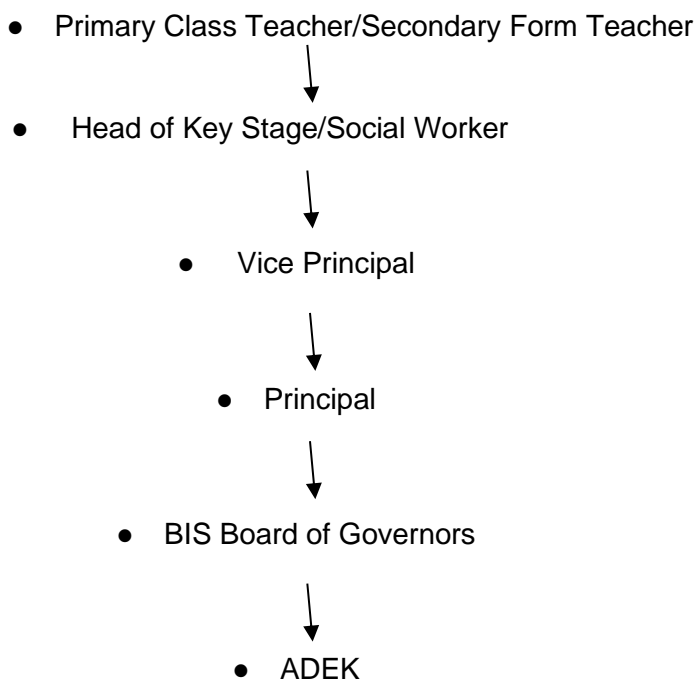 ● Primary Class Teacher/Secondary Form Teacher
● Head of Key Stage/Social Worker
● Vice Principal
● Principal
● BIS Board of Governors
● ADEK